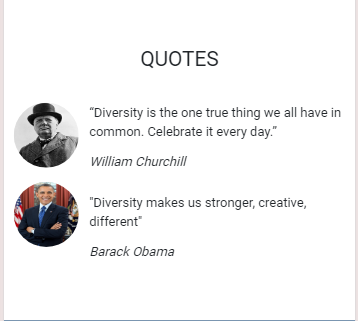 QUOTES
“Diversity is the one true thing we all have in
common. Celebrate it every day.”
William Churchill
"Diversity makes us stronger, creative,
different"
Barack Obama